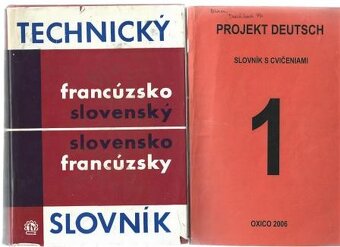 TECHNICKÝ
francúzsko
slovenský
slovensko
francúzsky
SLOVNÍK
PROJEKT DEUTSCH
SLOVNÍK S CVIČENIAMI
1
OXICO 2006